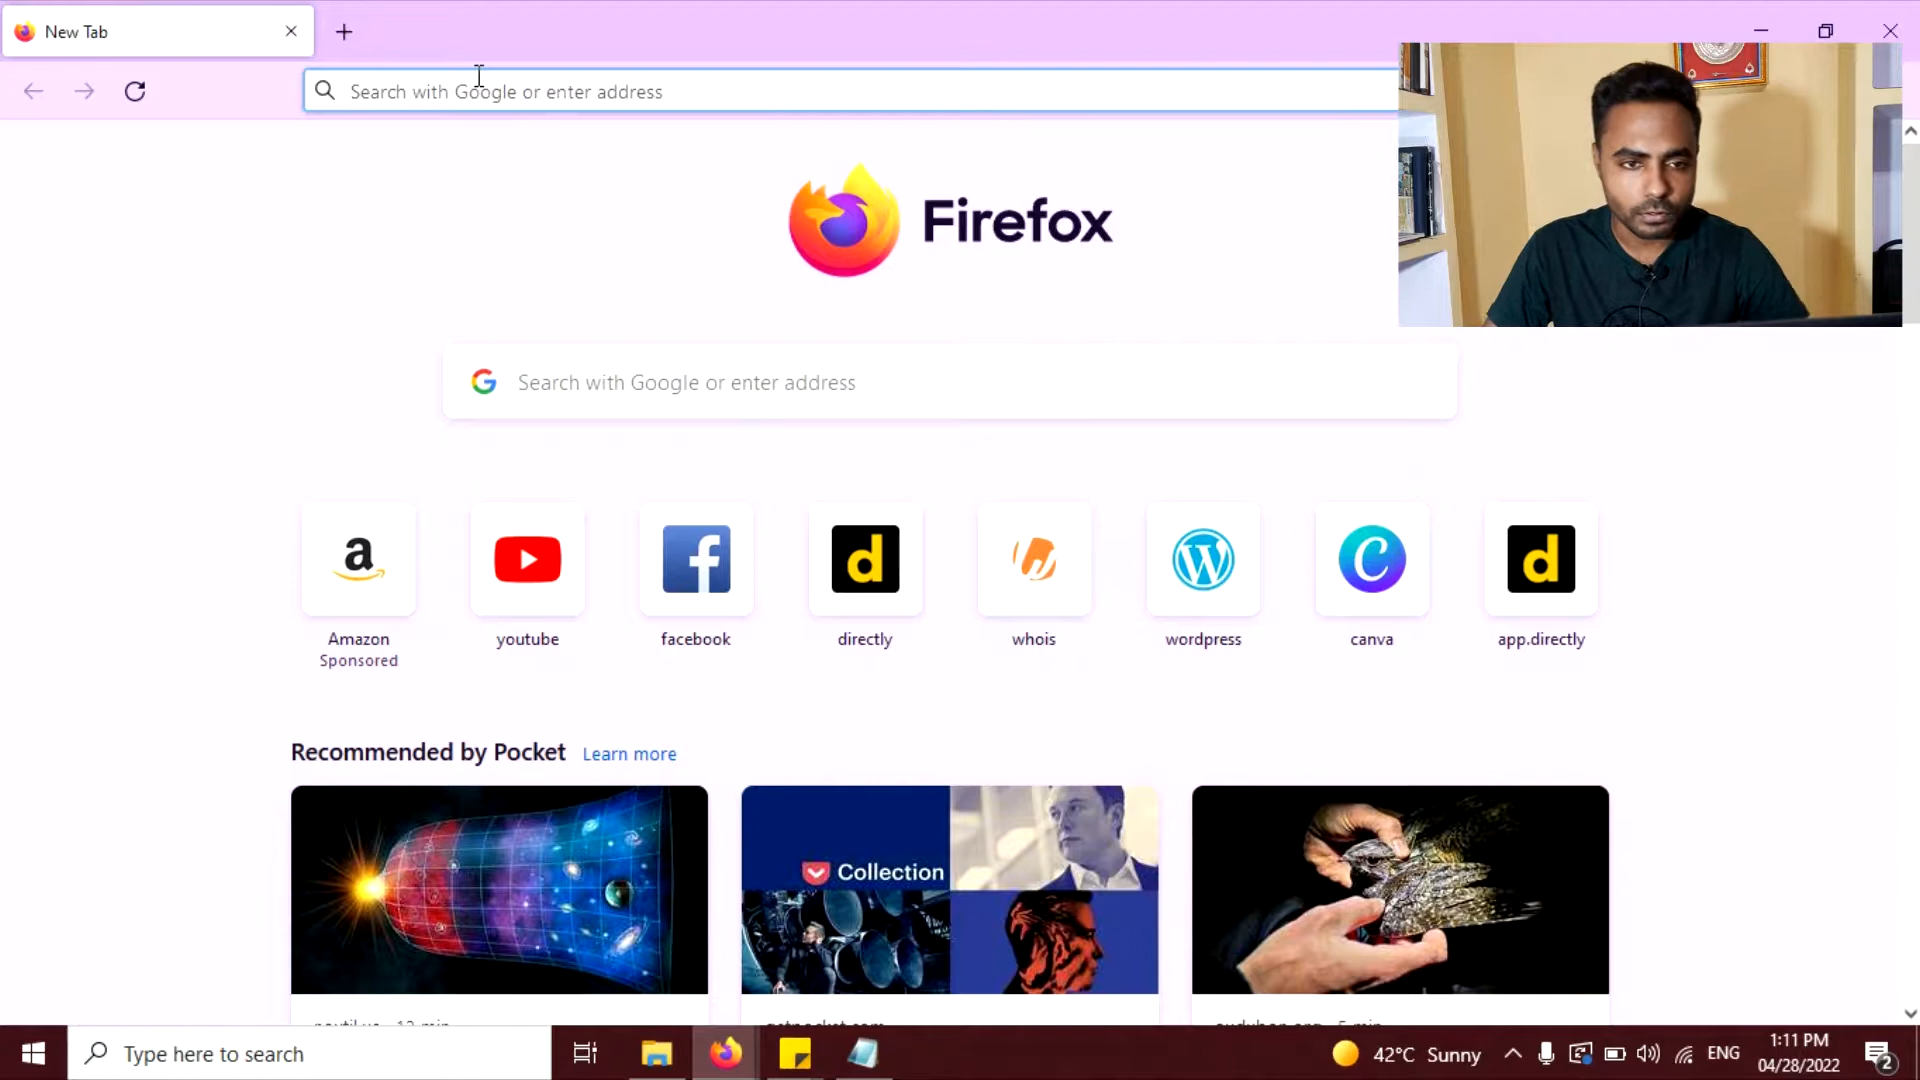 New Tab
Search with Google or enter address
Firefox
Search with Google or enter address
a
f
d
W
C
d
Amazon
Sponsored
youtube
facebook
directly
whois
wordpress
canva
app.directly
Recommended by Pocket Learn more
Collection
Type here to search
42°C Sunny
ENG
1:11 PM
04/28/2022
2